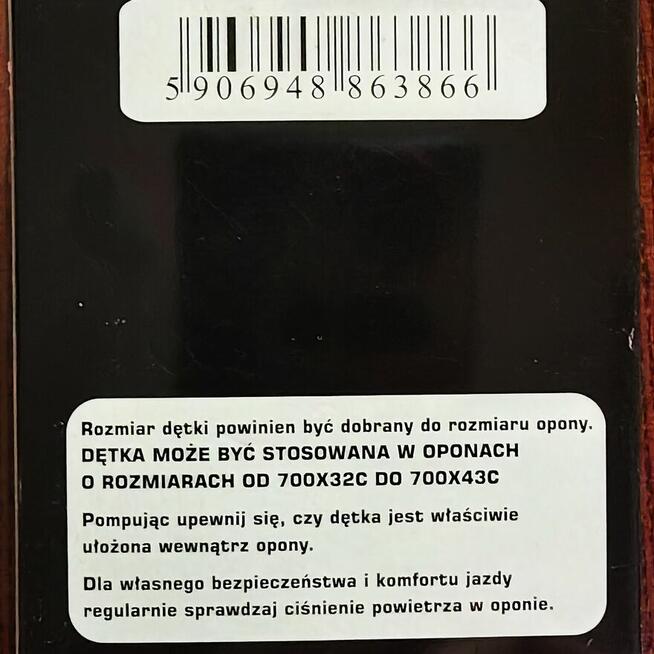 5906948863866
Rozmiar dętki powinien być dobrany do rozmiaru opony.
DĘTKA MOŻE BYĆ STOSOWANA W OPONACH
O ROZMIARACH OD 700X32C DO 700X43C
Pompując upewnij się, czy dętka jest właściwie
ułożona wewnątrz opony.
Dla własnego bezpieczeństwa i komfortu jazdy
regularnie sprawdzaj ciśnienie powietrza w oponie.